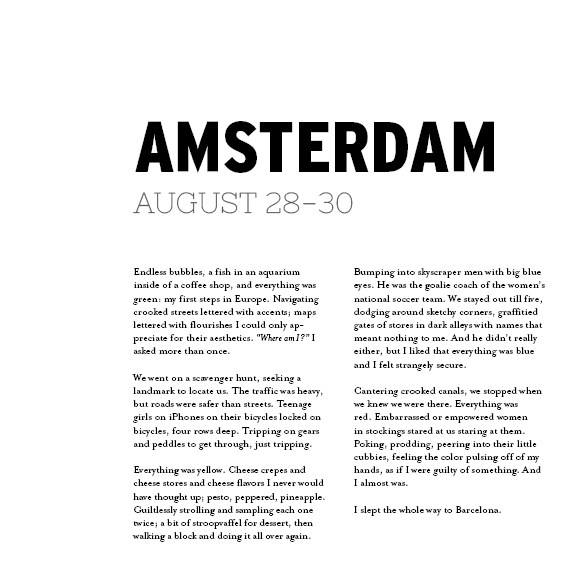 AMSTERDAM
AUGUST 28–30
Endless bubbles, a fish in an aquarium
inside of a coffee shop, and everything was
green: my first steps in Europe. Navigating
crooked streets lettered with accents; maps
lettered with flourishes I could only ap-
preciate for their aesthetics. "Where am I?" I
asked more than once.
We went on a scavenger hunt, seeking a
landmark to locate us. The traffic was heavy,
but roads were safer than streets. Teenage
girls on iPhones on their bicycles locked on
bicycles, four rows deep. Tripping on gears
and peddles to get through, just tripping.
Everything was yellow. Cheese crepes and
cheese stores and cheese flavors I never would
have thought up; pesto, peppered, pineapple.
Guiltlessly strolling and sampling each one
twice; a bit of stroopvaffel for dessert, then
walking a block and doing it all over again.
Bumping into skyscraper men with big blue
eyes. He was the goalie coach of the women's
national soccer team. We stayed out till five,
dodging around sketchy corners, graffitied
gates of stores in dark alleys with names that
meant nothing to me. And he didn't really
either, but I liked that everything was blue
and I felt strangely secure.
Cantering crooked canals, we stopped when
we knew we were there. Everything was
red. Embarrassed or empowered women
in stockings stared at us staring at them.
Poking, prodding, peering into their little
cubbies, feeling the color pulsing off of my
hands, as if I were guilty of something. And
I almost was.
I slept the whole way to Barcelona.